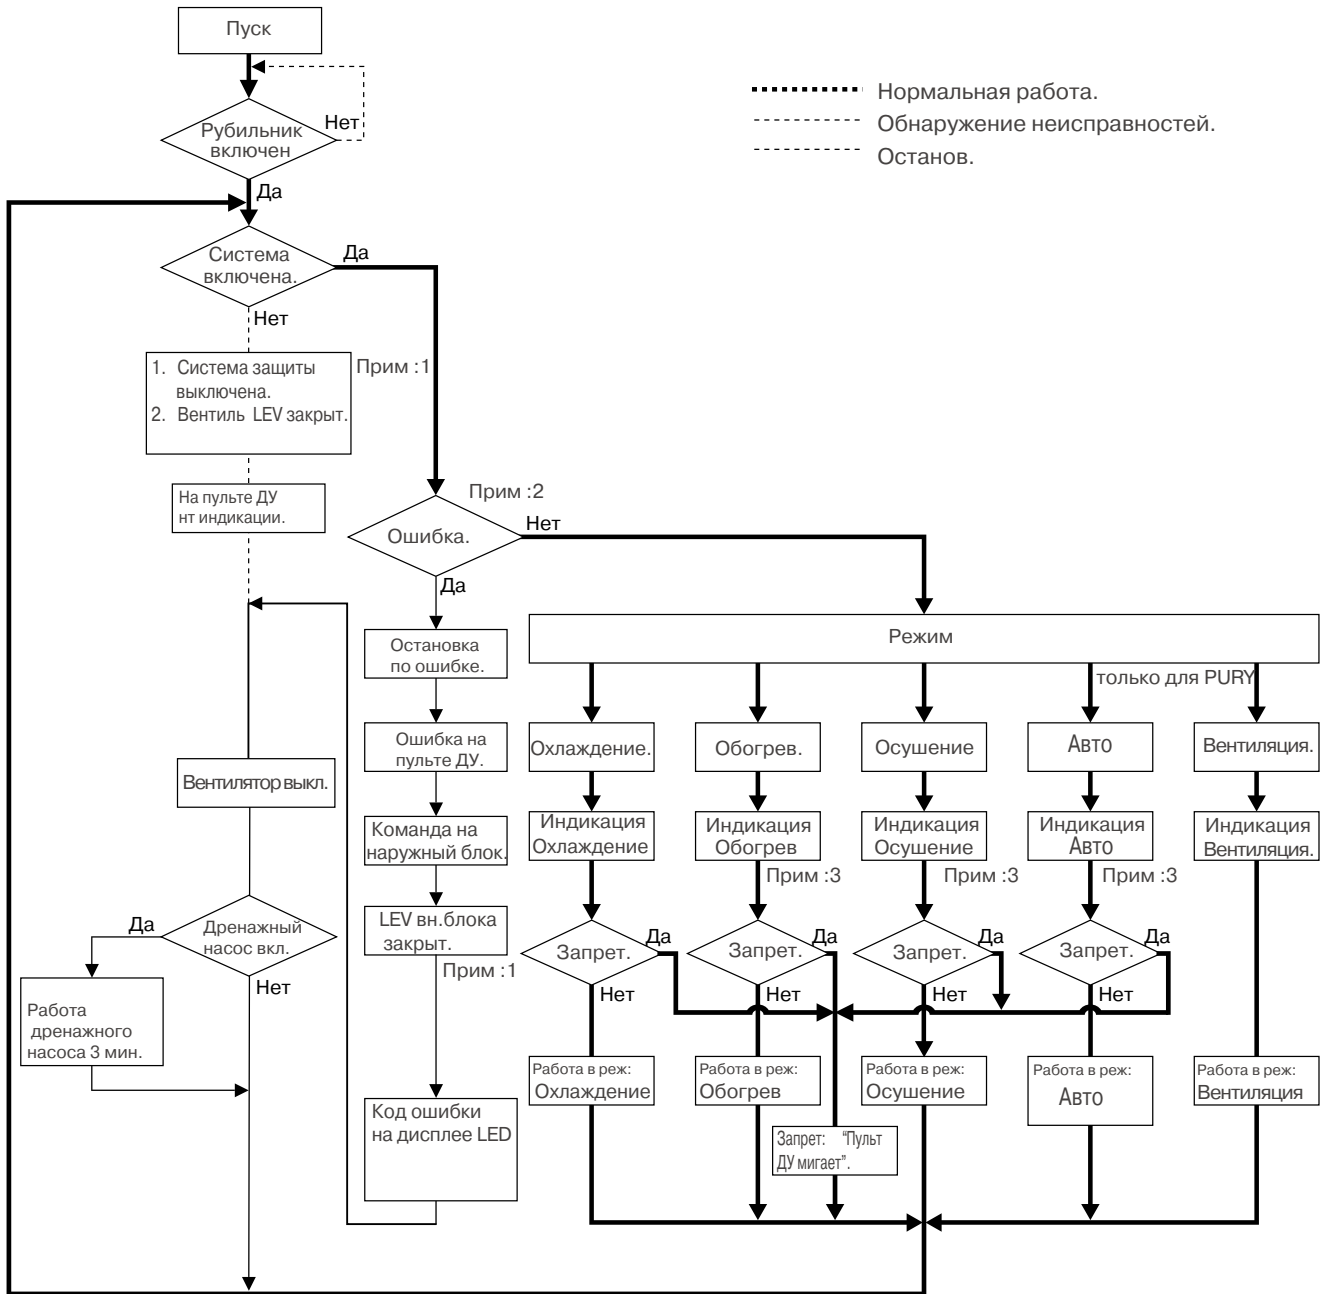 Пуск
Нормальная работа.
Обнаружение неисправностей.
Останов.
Рубильник
включен
Нет
Да
Система
включена.
Да
Нет
1. Система защиты
выключена.
2. Вентиль LEV закрыт.
Прим :1
На пульте ДУ
нт индикации.
Прим :2
Ошибка.
Нет
Да
Остановка
по ошибке.
Ошибка на
пульте ДУ.
Команда на
наружный блок.
LEV вн.блока
закрыт.
Прим :1
Код ошибки
на дисплее LED
Вентилятор выкл.
Дренажный
насос вкл.
Да
Нет
Работа
дренажного
насоса 3 мин.
Режим
только для PURY
Охлаждение.
Обогрев.
Осушение
Авто
Вентиляция.
Индикация
Охлаждение
Индикация
Обогрев
Индикация
Осушение
Индикация
Авто
Индикация
Вентиляция.
Прим :3
Прим :3
Прим :3
Запрет.
Да
Нет
Запрет.
Да
Нет
Запрет.
Да
Нет
Запрет.
Да
Нет
Работа в реж:
Охлаждение
Работа в реж:
Обогрев
Работа в реж:
Осушение
Работа в реж:
Авто
Работа в реж:
Вентиляция
Запрет: “Пульт
ДУ мигает”.